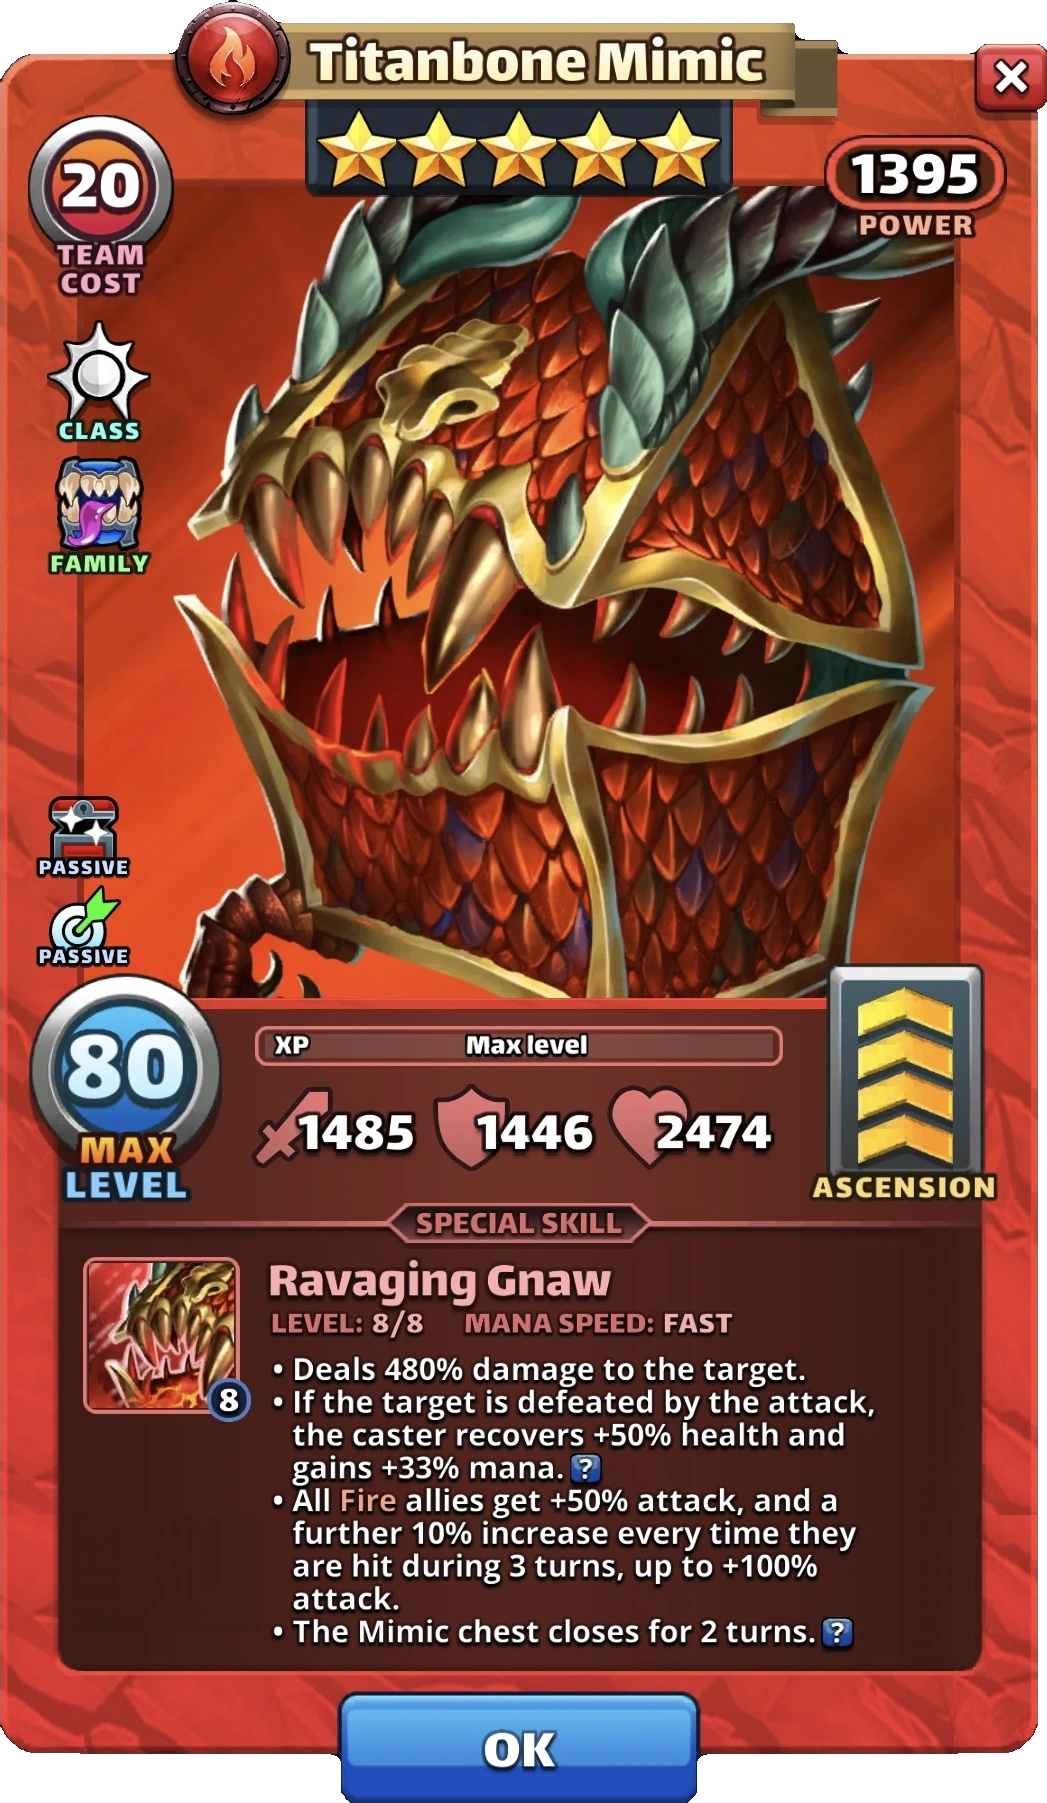 Titanbone Mimic
20
TEAM
COST
1395
POWER
CLASS
FAMILY
PASSIVE
PASSIVE
80
MAX
LEVEL
XP Max level
1485 1446 2474
ASCENSION
SPECIAL SKILL
8
Ravaging Gnaw
LEVEL: 8/8 MANA SPEED: FAST
• Deals 480% damage to the target.
• If the target is defeated by the attack,
the caster recovers +50% health and
gains +33% mana. ?
• All Fire allies get +50% attack, and a
further 10% increase every time they
are hit during 3 turns, up to +100%
attack.
• The Mimic chest closes for 2 turns. ?
OK